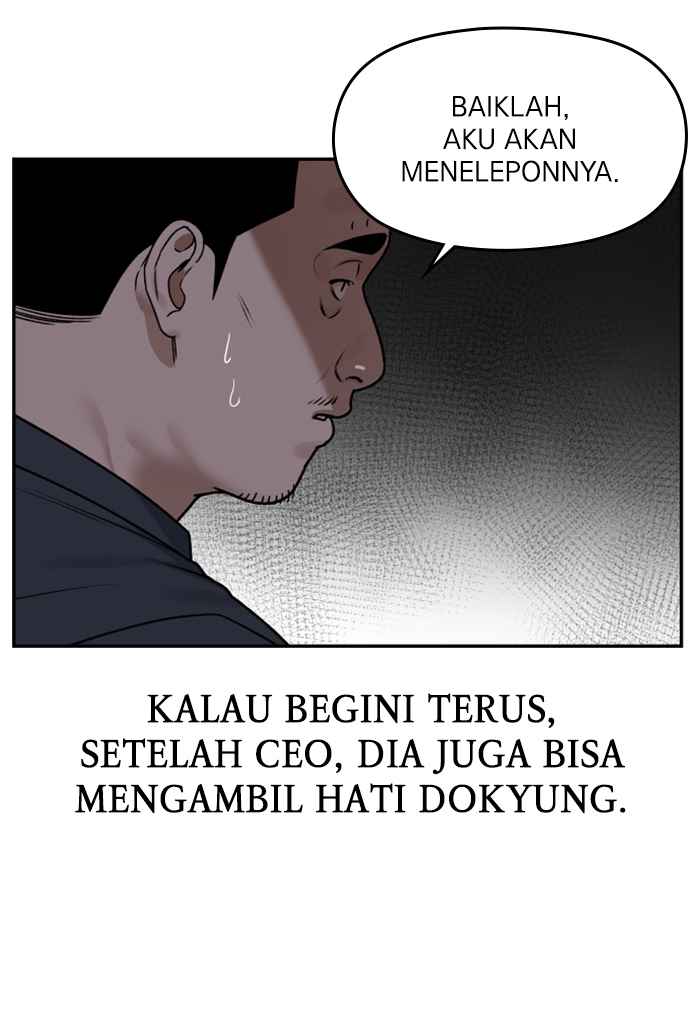 BAIKLAH,
AKU AKAN
MENELEPONNYA.
KALAU BEGINI TERUS,
SETELAH CEO, DIA JUGA BISA
MENGAMBIL HATI DOKYUNG.